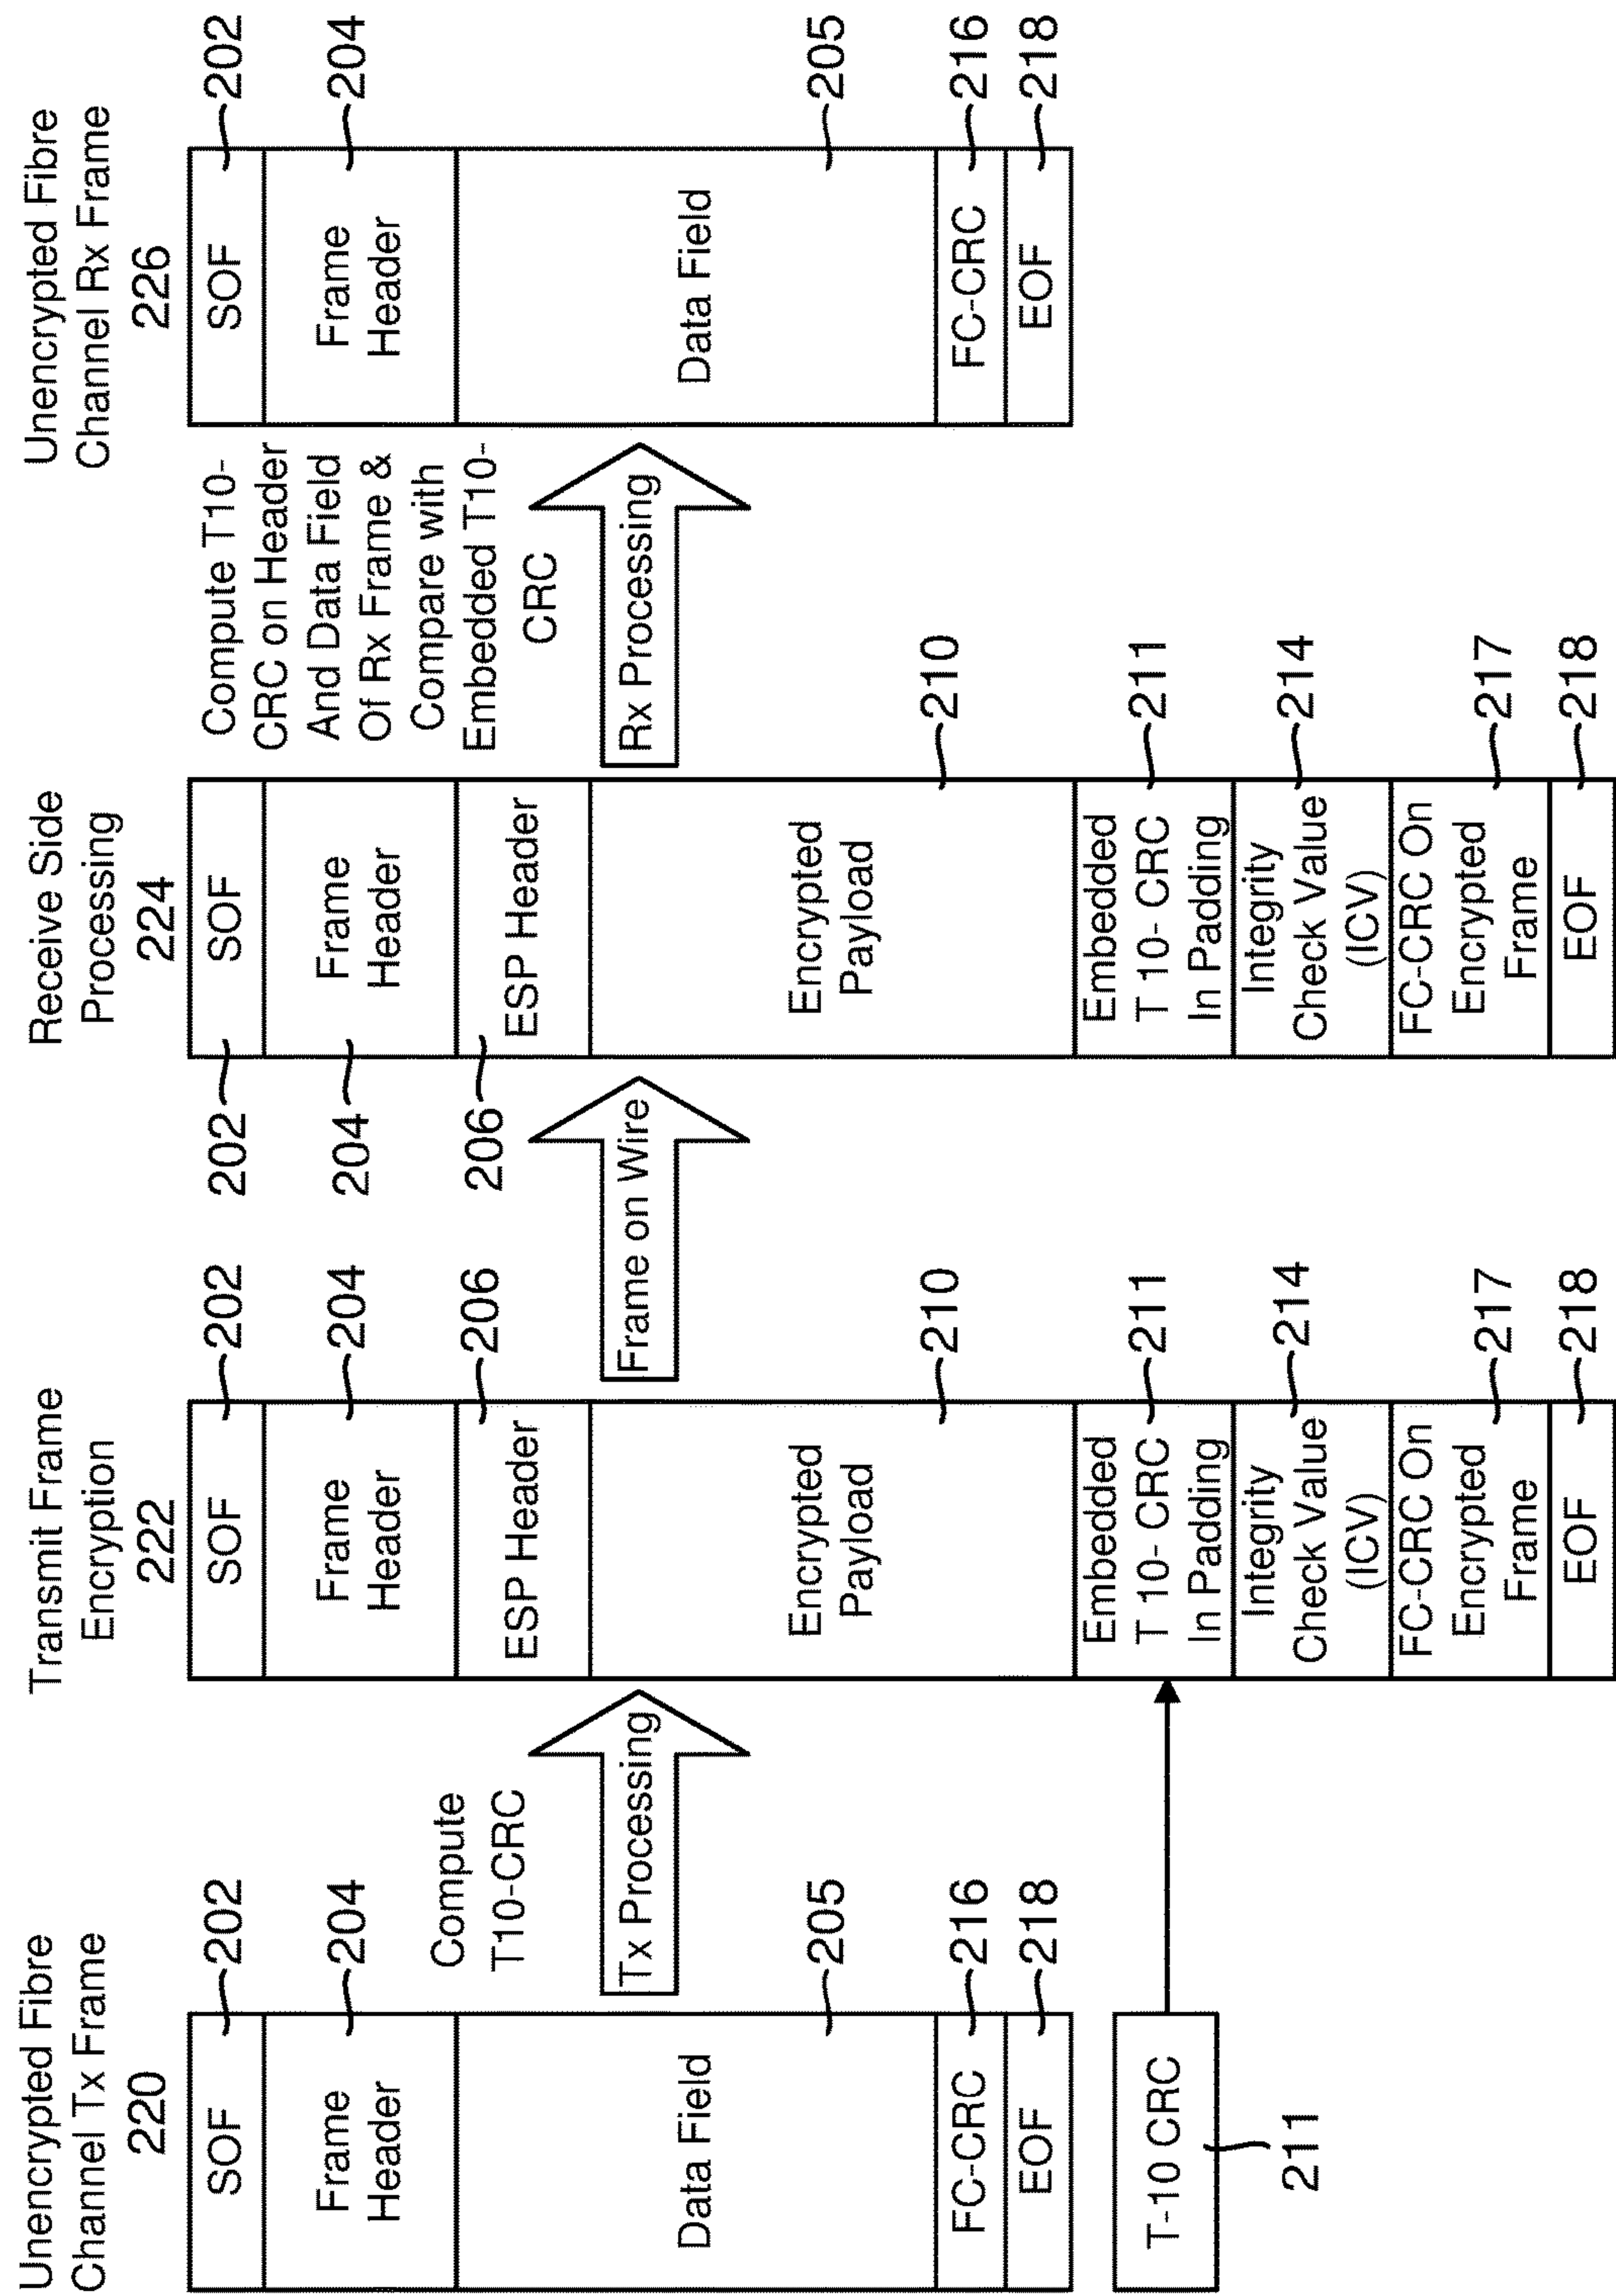 Unencrypted Fibre
Channel Tx Frame
220
SOF
202
Frame
Header
204
Data Field
205
FC-CRC
216
EOF
218
T-10 CRC
211
Compute
T10-CRC
Tx Processing
Transmit Frame
Encryption
222
SOF
202
Frame
Header
204
ESP Header
206
Encrypted
Payload
210
Embedded
T 10- CRC
In Padding
211
Integrity
Check Value
(ICV)
214
FC-CRC On
Encrypted
Frame
217
EOF
218
Frame on Wire
Receive Side
Processing
224
SOF
202
202
Frame
Header
204
204
ESP Header
206
Encrypted
Payload
210
Embedded
T 10- CRC
In Padding
211
Integrity
Check Value
(ICV)
214
FC-CRC On
Encrypted
Frame
217
EOF
218
Compute T10-
CRC on Header
And Data Field
Of Rx Frame &
Compare with
Embedded T10-
CRC
Rx Processing
Unencrypted Fibre
Channel Rx Frame
226
SOF
202
Frame
Header
204
Data Field
205
FC-CRC
216
EOF
218